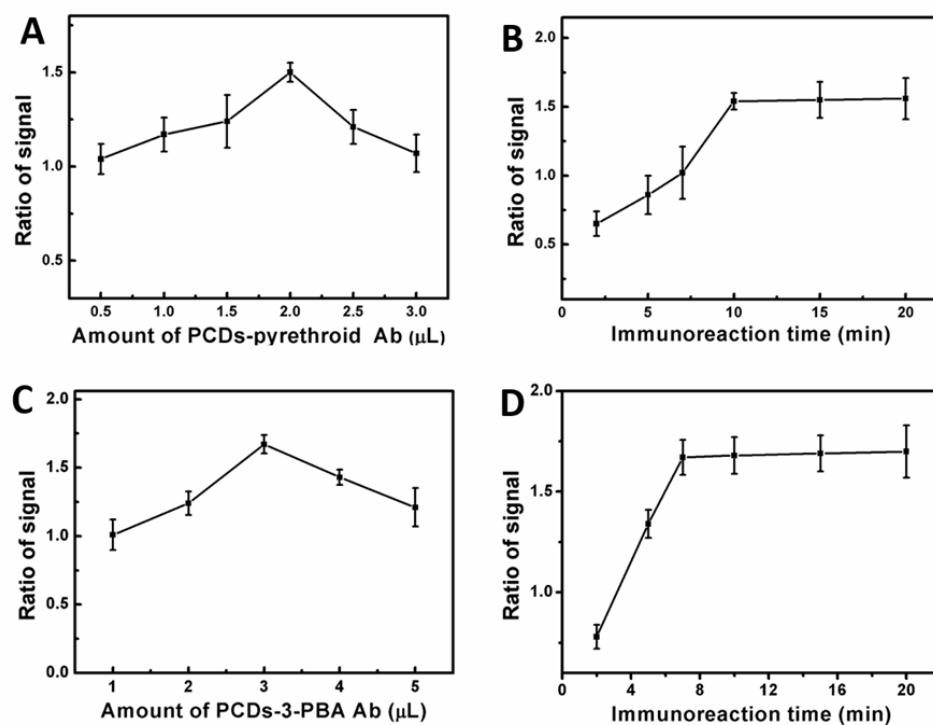 A
Ratio of signal
1.5
1.0
0.5
0.5 1.0 1.5 2.0 2.5 3.0
Amount of PCDs-pyrethroid Ab (μL)
B
Ratio of signal
2.0
1.5
1.0
0.5
0 5 10 15 20
Immunoreaction time (min)
C
Ratio of signal
2.0
1.5
1.0
0.5
0.0
1 2 3 4 5
Amount of PCDs-3-PBA Ab (μL)
D
Ratio of signal
2.0
1.5
1.0
0 4 8 12 16 20
Immunoreaction time (min)